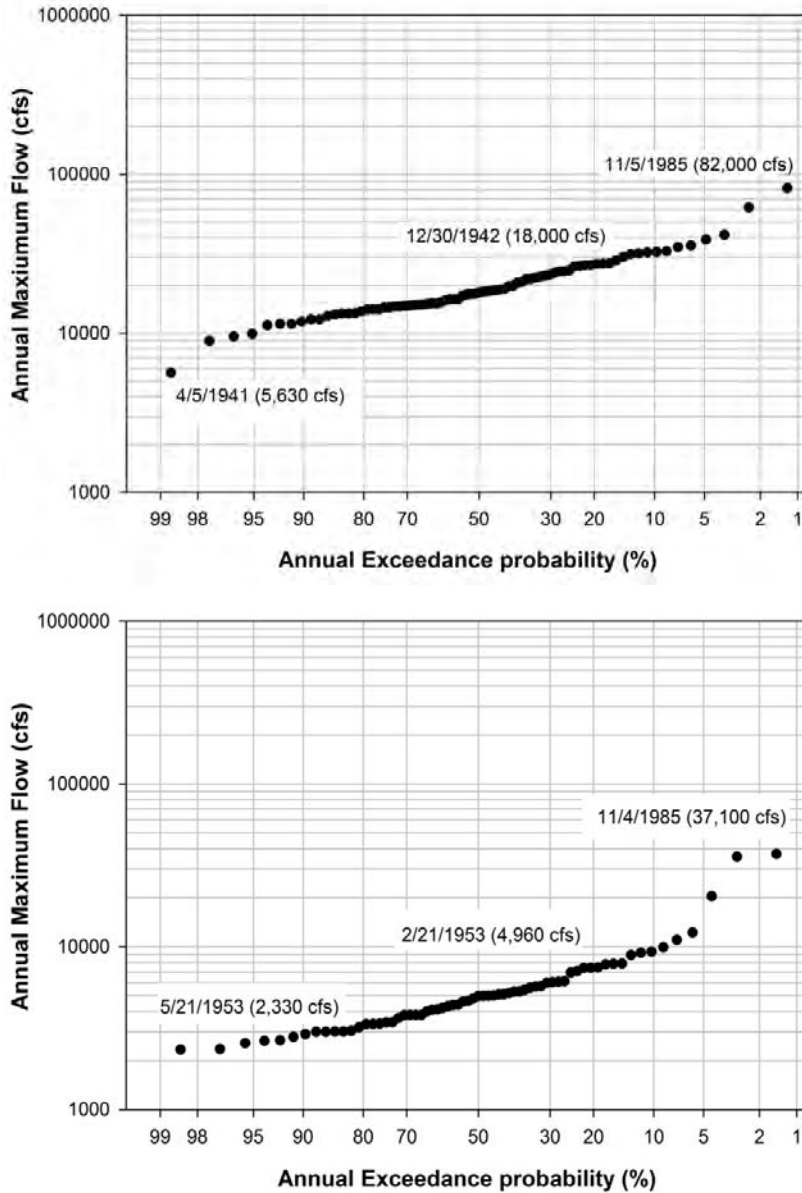 1000000
100000
10000
1000
Annual Maxiumum Flow (cfs)
11/5/1985 (82,000 cfs)
12/30/1942 (18,000 cfs)
4/5/1941 (5,630 cfs)
99 98 95 90 80 70 50 30 20 10 5 2 1
Annual Exceedance probability (%)
1000000
100000
10000
1000
Annual Maximum Flow (cfs)
11/4/1985 (37,100 cfs)
2/21/1953 (4,960 cfs)
5/21/1953 (2,330 cfs)
99 98 95 90 80 70 50 30 20 10 5 2 1
Annual Exceedance probability (%)